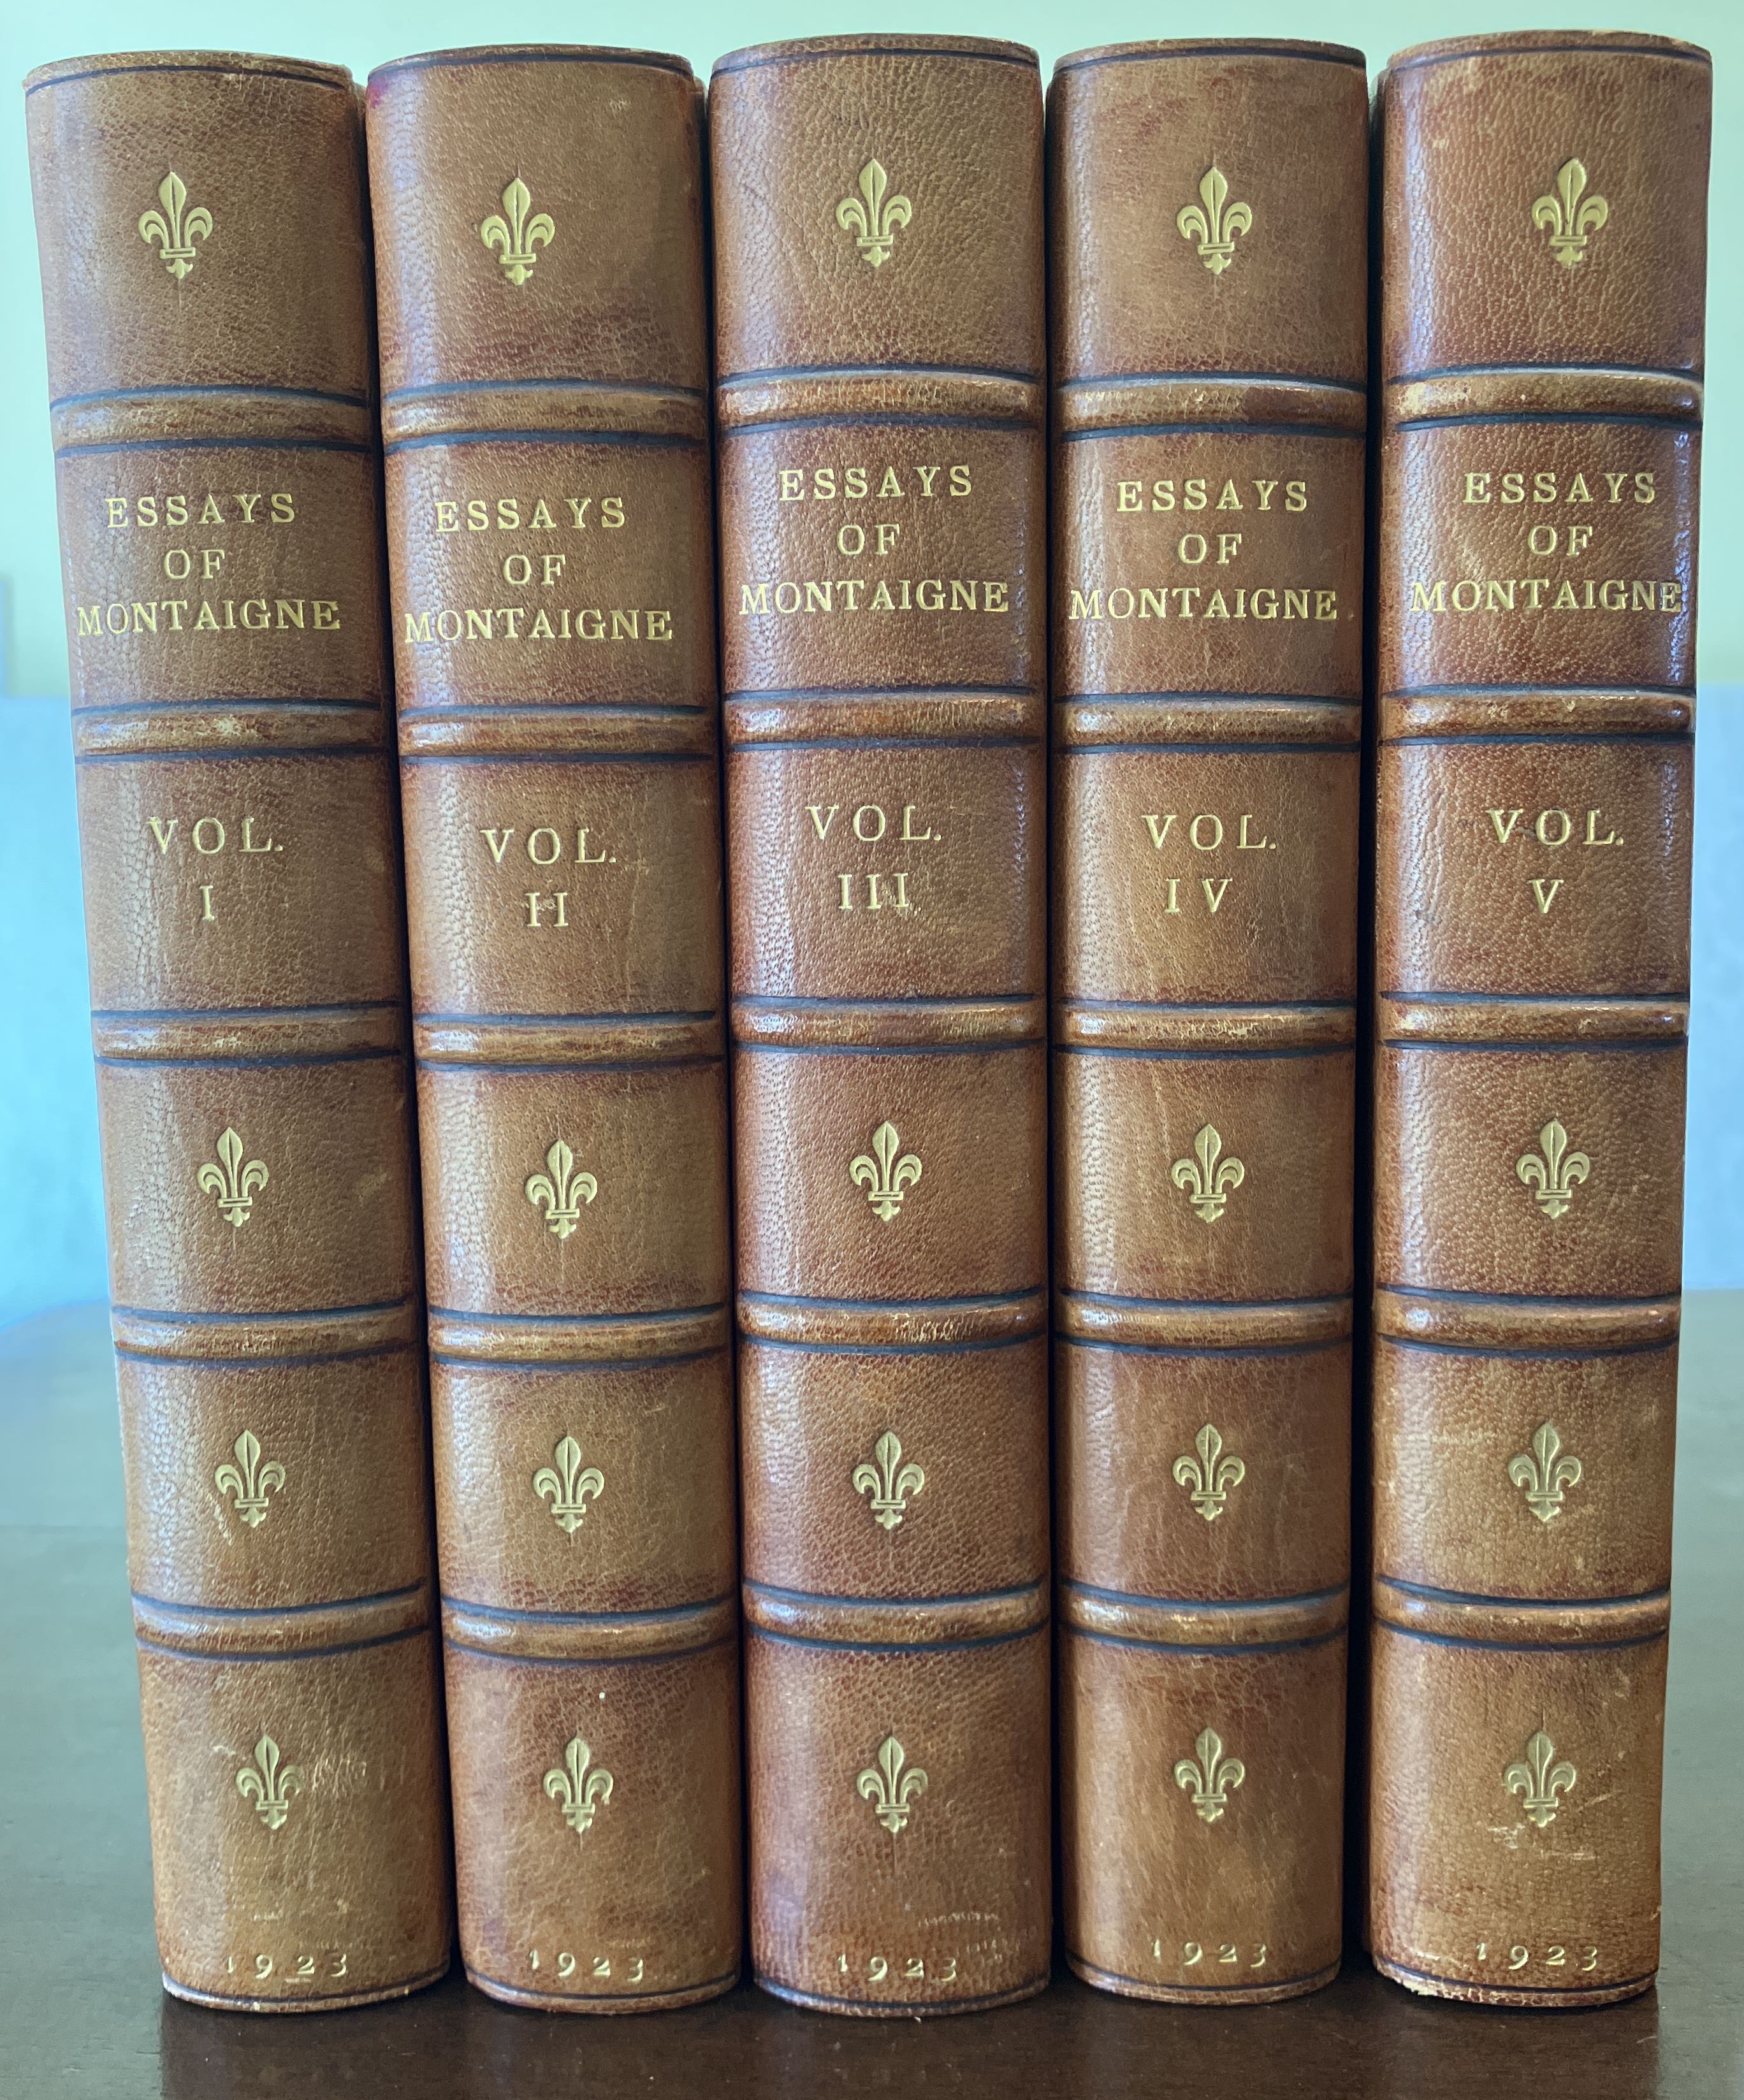 ESSAYS
OF
MONTAIGNE
VOL.
I
1923
ESSAYS
OF
MONTAIGNE
VOL.
II
1923
ESSAYS
OF
MONTAIGNE
VOL.
III
1923
ESSAYS
OF
MONTAIGNE
VOL.
IV
1923
ESSAYS
OF
MONTAIGNE
VOL.
V
1923